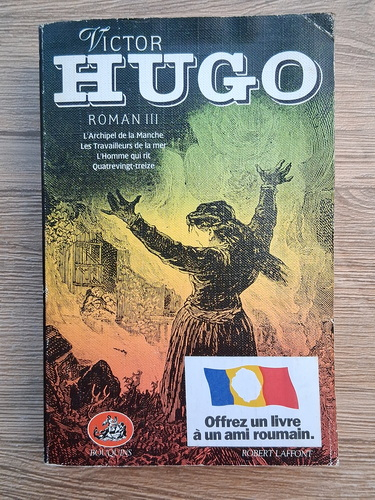 Victor
HUGO
ROMAN III
L'Archipel de la Manche
Les Travailleurs de la mer
L'Homme qui rit
Quatrevingt-treize
Offrez un livre
à un ami roumain.
BOUQUINS
ROBERT LAFFONT